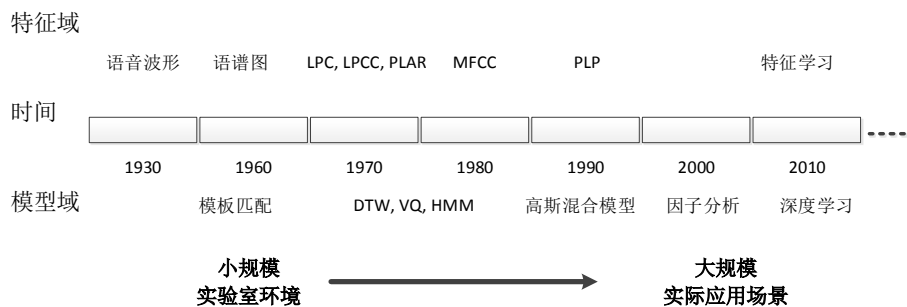 特征域
语音波形 语谱图 LPC, LPCC, PLAR MFCC PLP 特征学习
时间
1930 1960 1970 1980 1990 2000 2010
模型域 模板匹配 DTW, VQ, HMM 高斯混合模型 因子分析 深度学习
小规模 大规模
实验室环境 实际应用场景